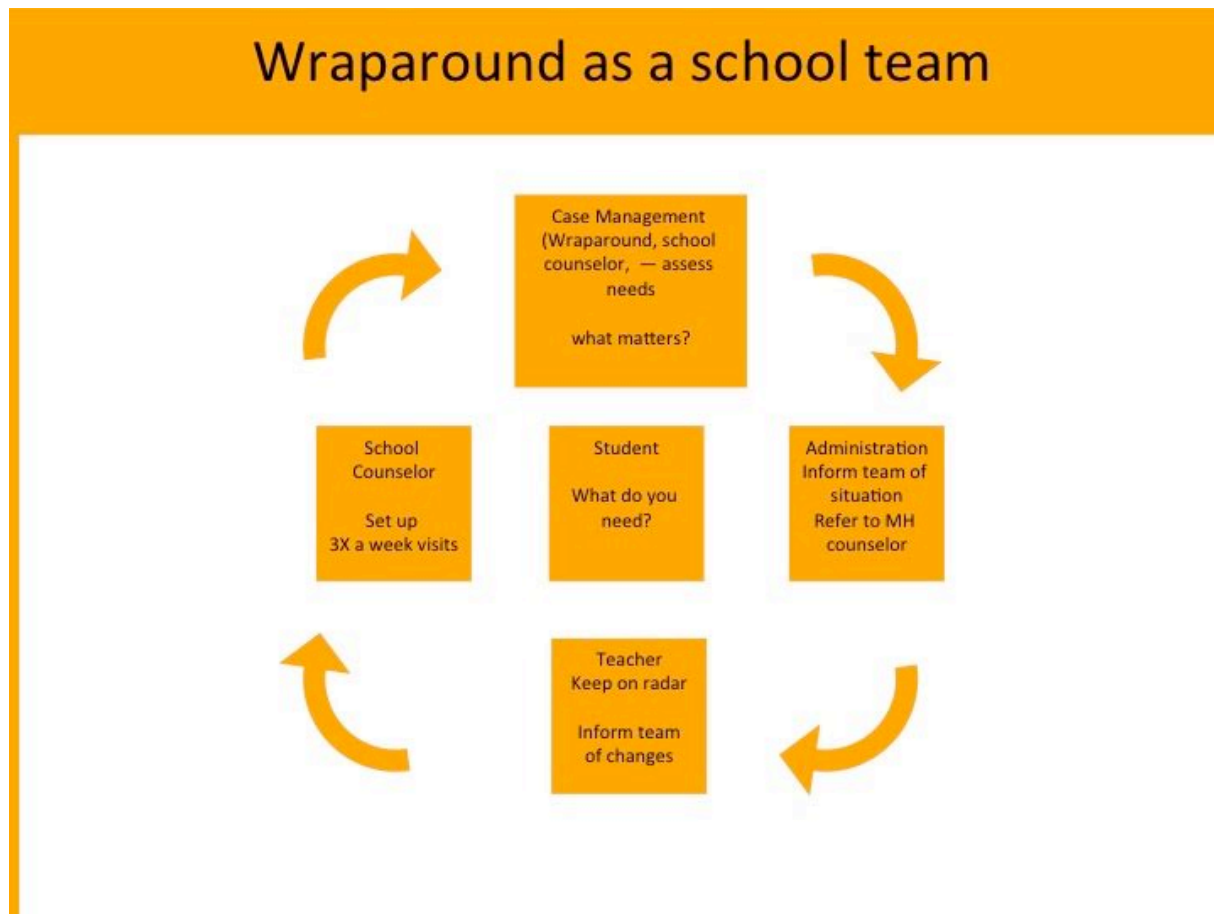 Wraparound as a school team
Case Management
(Wraparound, school
counselor,  — assess
needs
what matters?
School
Counselor
Set up
3X a week visits
Student
What do you
need?
Administration
Inform team of
situation
Refer to MH
counselor
Teacher
Keep on radar
Inform team
of changes